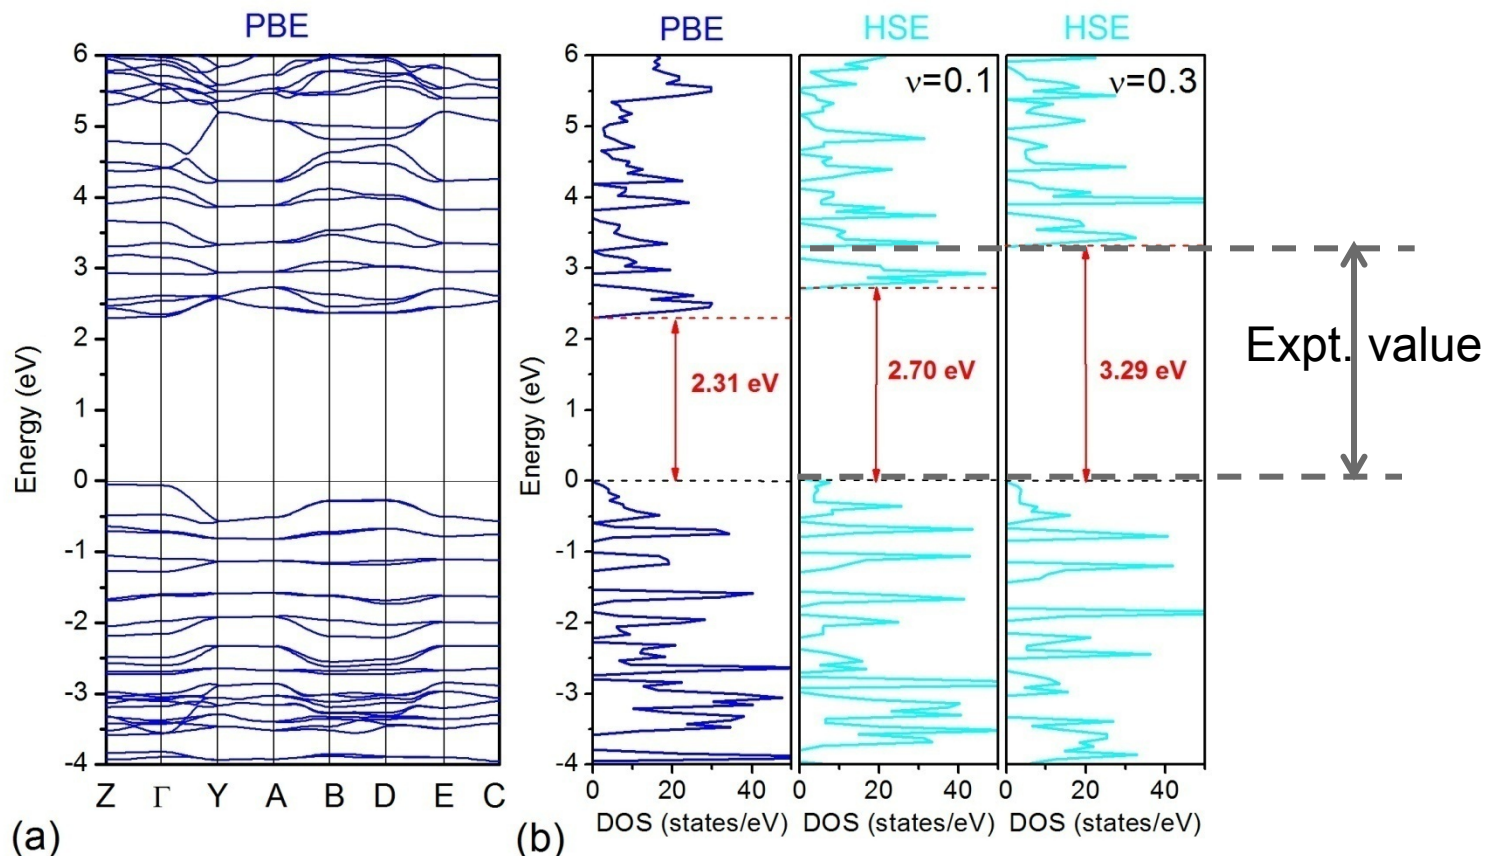 PBE
PBE
HSE
HSE
6
5
4
3
2
1
0
-1
-2
-3
-4
Energy (eV)
Z Γ Y A B D E C
(a)
6
5
4
3
2
1
0
-1
-2
-3
-4
Energy (eV)
2.31 eV
ν=0.1
2.70 eV
ν=0.3
3.29 eV
Expt. value
0 20 40
0 20 40
0 20 40
DOS (states/eV)
DOS (states/eV)
DOS (states/eV)
(b)